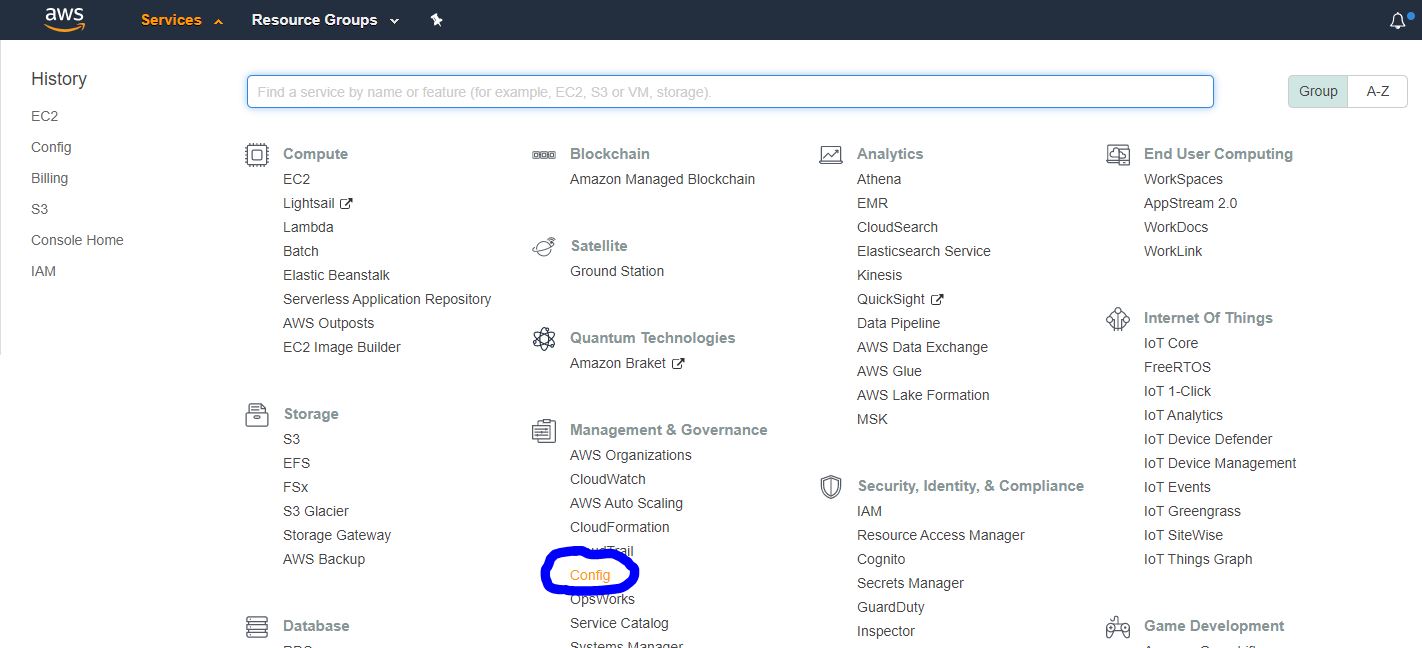 aws Services Resource Groups
History
EC2
Config
Billing
S3
Console Home
IAM
Find a service by name or feature (for example, EC2, S3 or VM, storage).
Group A-Z
Compute
EC2
Lightsail
Lambda
Batch
Elastic Beanstalk
Serverless Application Repository
AWS Outposts
EC2 Image Builder
Storage
S3
EFS
FSx
S3 Glacier
Storage Gateway
AWS Backup
Database
Blockchain
Amazon Managed Blockchain
Satellite
Ground Station
Quantum Technologies
Amazon Braket
Management & Governance
AWS Organizations
CloudWatch
AWS Auto Scaling
CloudFormation
CloudTrail
Config
OpsWorks
Service Catalog
Systems Manager
Analytics
Athena
EMR
CloudSearch
Elasticsearch Service
Kinesis
QuickSight
Data Pipeline
AWS Data Exchange
AWS Glue
AWS Lake Formation
MSK
Security, Identity, & Compliance
IAM
Resource Access Manager
Cognito
Secrets Manager
GuardDuty
Inspector
End User Computing
WorkSpaces
AppStream 2.0
WorkDocs
WorkLink
Internet Of Things
IoT Core
FreeRTOS
IoT 1-Click
IoT Analytics
IoT Device Defender
IoT Device Management
IoT Events
IoT Greengrass
IoT SiteWise
IoT Things Graph
Game Development